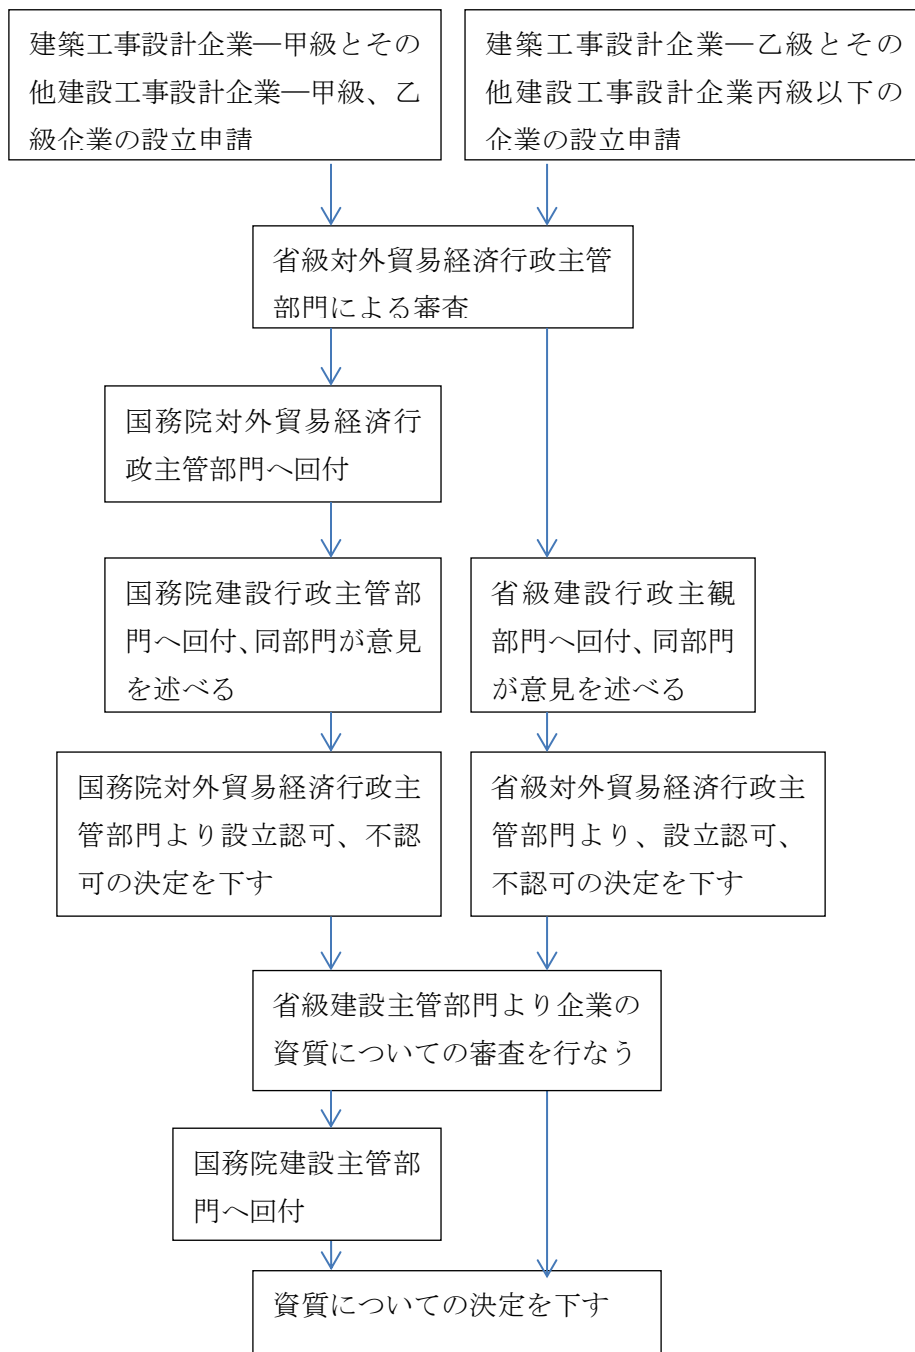 建築工事設計企業―甲級とその
他建設工事設計企業―甲級、乙
級企業の設立申請
建築工事設計企業―乙級とその
他建設工事設計企業丙級以下の
企業の設立申請
省級対外貿易経済行政主管
部門による審査
国務院対外貿易経済行
政主管部門へ回付
国務院建設行政主管部
門へ回付、同部門が意見
を述べる
省級建設行政主観
部門へ回付、同部門
が意見を述べる
国務院対外貿易経済行政主
管部門より設立認可、不認
可の決定を下す
省級対外貿易経済行政主
管部門より、設立認可、
不認可の決定を下す
省級建設主管部門より企業の
資質についての審査を行なう
国務院建設主管部
門へ回付
資質についての決定を下す